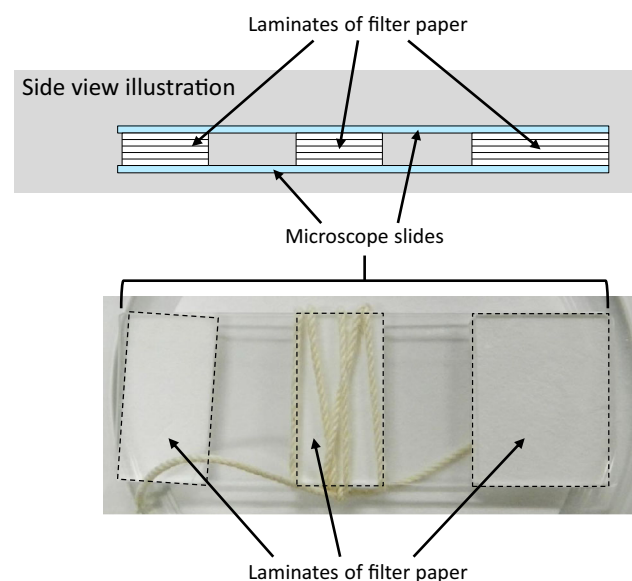 Laminates of filter paper
Side view illustration
Microscope slides
Laminates of filter paper